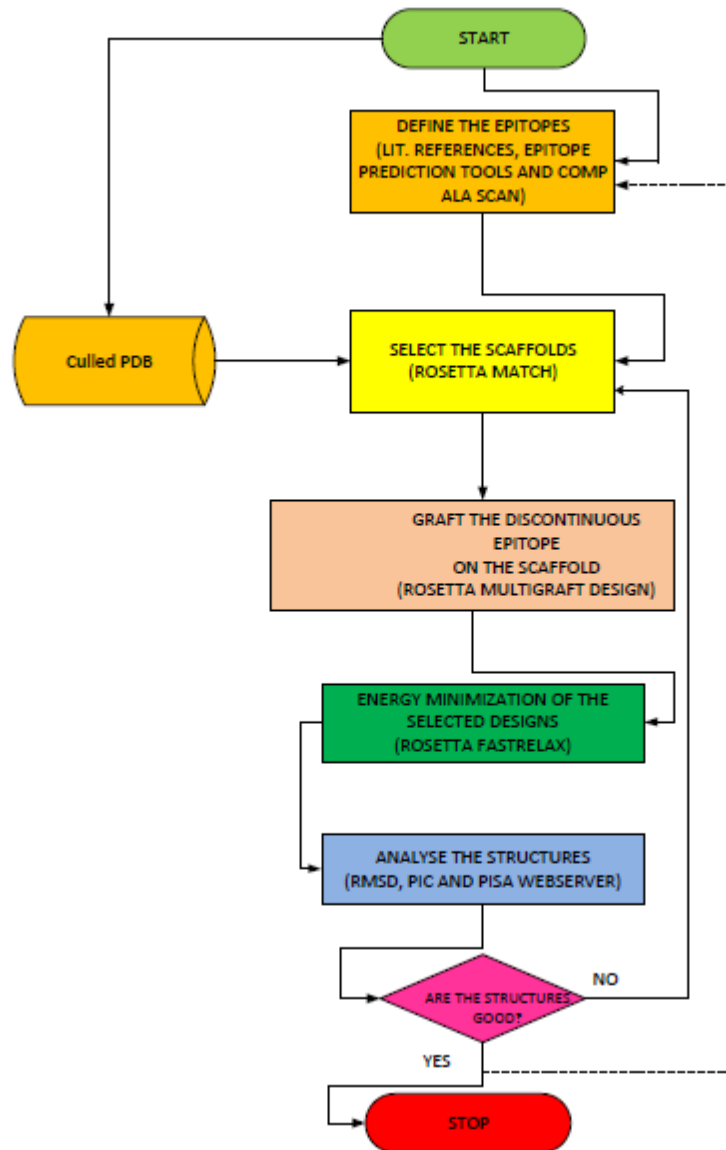 START
DEFINE THE EPITOPES
(LIT. REFERENCES, EPITOPE
PREDICTION TOOLS AND COMP
ALA SCAN)
Culled PDB
SELECT THE SCAFFOLDS
(ROSETTA MATCH)
GRAFT THE DISCONTINUOUS
EPITOPE
ON THE SCAFFOLD
(ROSETTA MULTIGRAFT DESIGN)
ENERGY MINIMIZATION OF THE
SELECTED DESIGNS
(ROSETTA FASTRELAX)
ANALYSE THE STRUCTURES
(RMSD, PIC AND PISA WEBSERVER)
NO
ARE THE STRUCTURES
GOOD?
YES
STOP